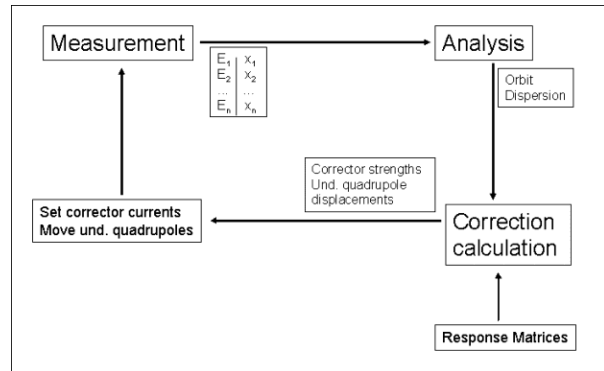 Measurement
Analysis
E₁ x₁
E₂ x₂
... ...
Eₙ xₙ
Orbit
Dispersion
Corrector strengths
Und. quadrupole
displacements
Set corrector currents
Move und. quadrupoles
Correction
calculation
Response Matrices